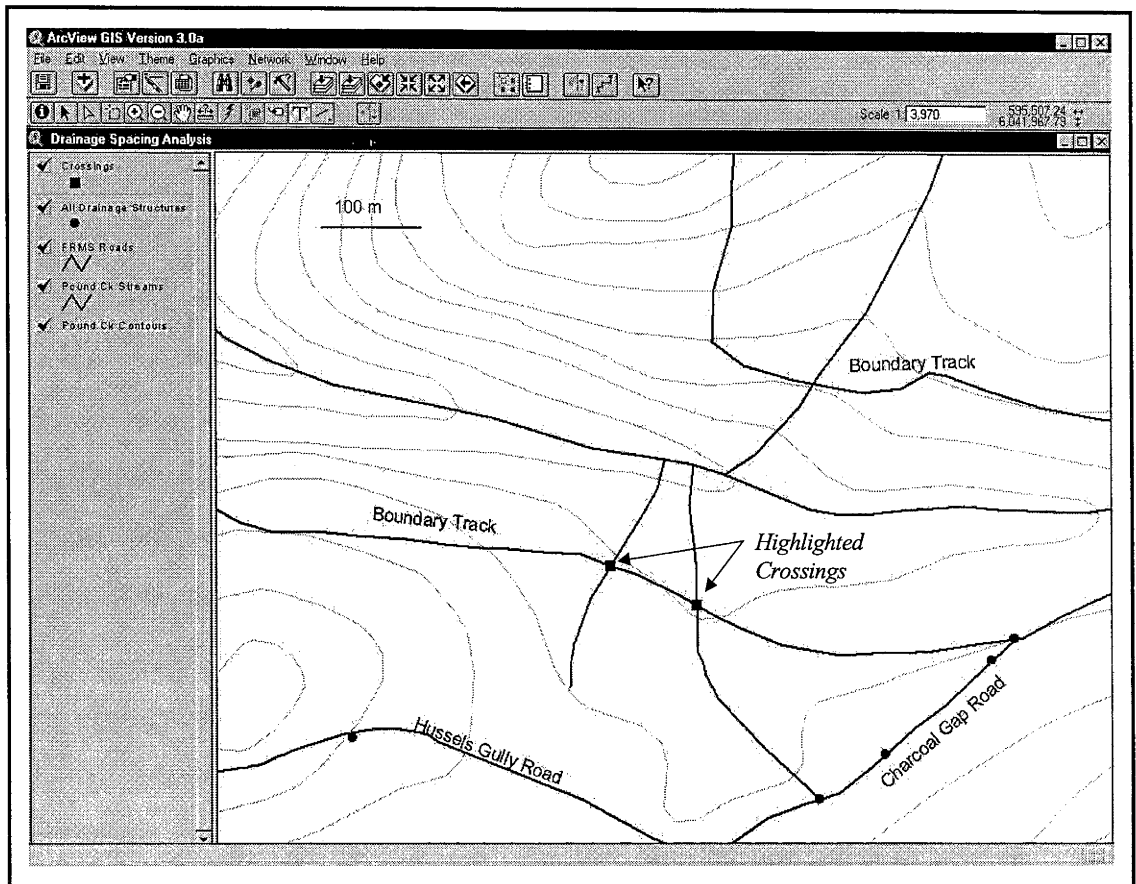 ArcView GIS Version 3.0a
File Edit View Theme Graphics Network Window Help
Scale 1: 3,970
595,507.24
6,041,967.79
Drainage Spacing Analysis
Crossings
All Drainage Structures
FRMS Roads
Pound Ck Streams
Pound Ck Contours
100 m
Boundary Track
Boundary Track
Highlighted
Crossings
Charcoal Gap Road
Hussels Gully Road